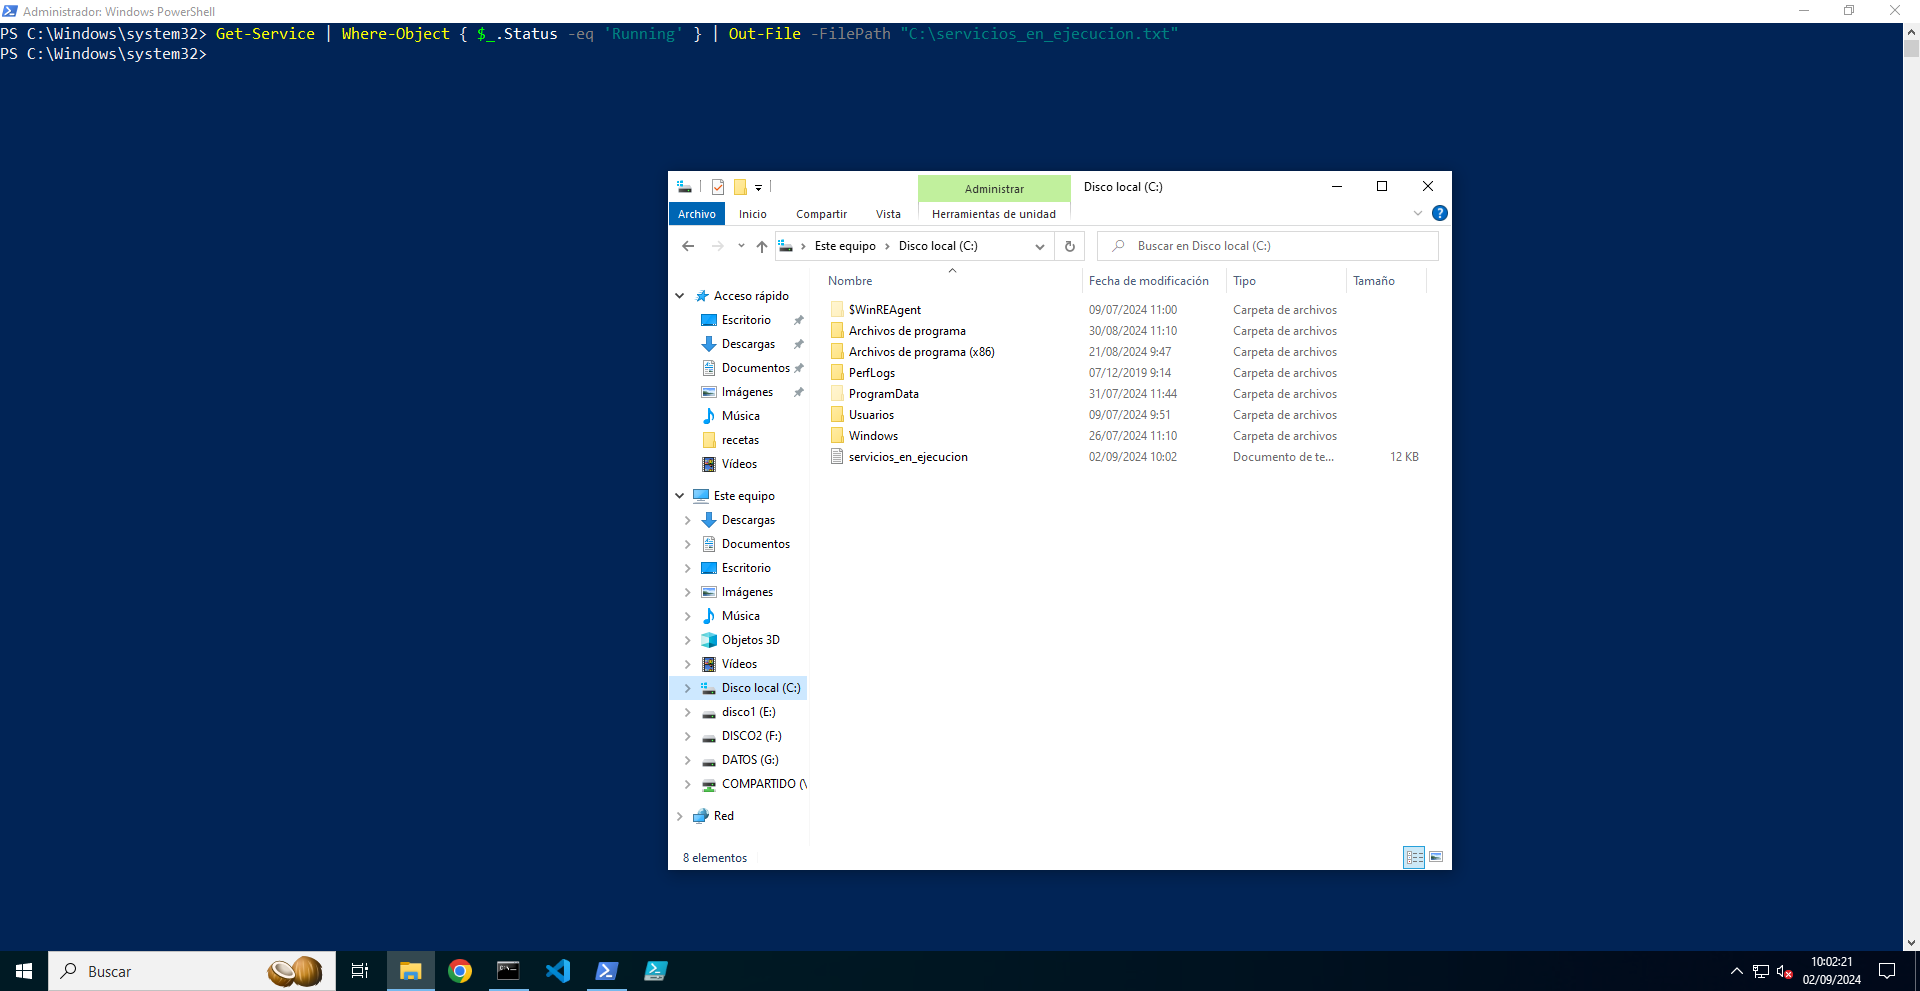 Administrador: Windows PowerShell
PS C:\Windows\system32> Get-Service | Where-Object { $_.Status -eq 'Running' } | Out-File -FilePath "C:\servicios_en_ejecucion.txt"
PS C:\Windows\system32>
Administrar
Disco local (C:)
Archivo Inicio Compartir Vista Herramientas de unidad
Este equipo > Disco local (C:)
Buscar en Disco local (C:)
Nombre Fecha de modificación Tipo Tamaño
$WinREAgent 09/07/2024 11:00 Carpeta de archivos
Archivos de programa 30/08/2024 11:10 Carpeta de archivos
Archivos de programa (x86) 21/08/2024 9:47 Carpeta de archivos
PerfLogs 07/12/2019 9:14 Carpeta de archivos
ProgramData 31/07/2024 11:44 Carpeta de archivos
Usuarios 09/07/2024 9:51 Carpeta de archivos
Windows 26/07/2024 11:10 Carpeta de archivos
servicios_en_ejecucion 02/09/2024 10:02 Documento de te... 12 KB
Acceso rápido
Escritorio
Descargas
Documentos
Imágenes
Música
recetas
Vídeos
Este equipo
Descargas
Documentos
Escritorio
Imágenes
Música
Objetos 3D
Vídeos
Disco local (C:)
disco1 (E:)
DISCO2 (F:)
DATOS (G:)
COMPARTIDO (\
Red
8 elementos
Buscar
10:02:21
02/09/2024